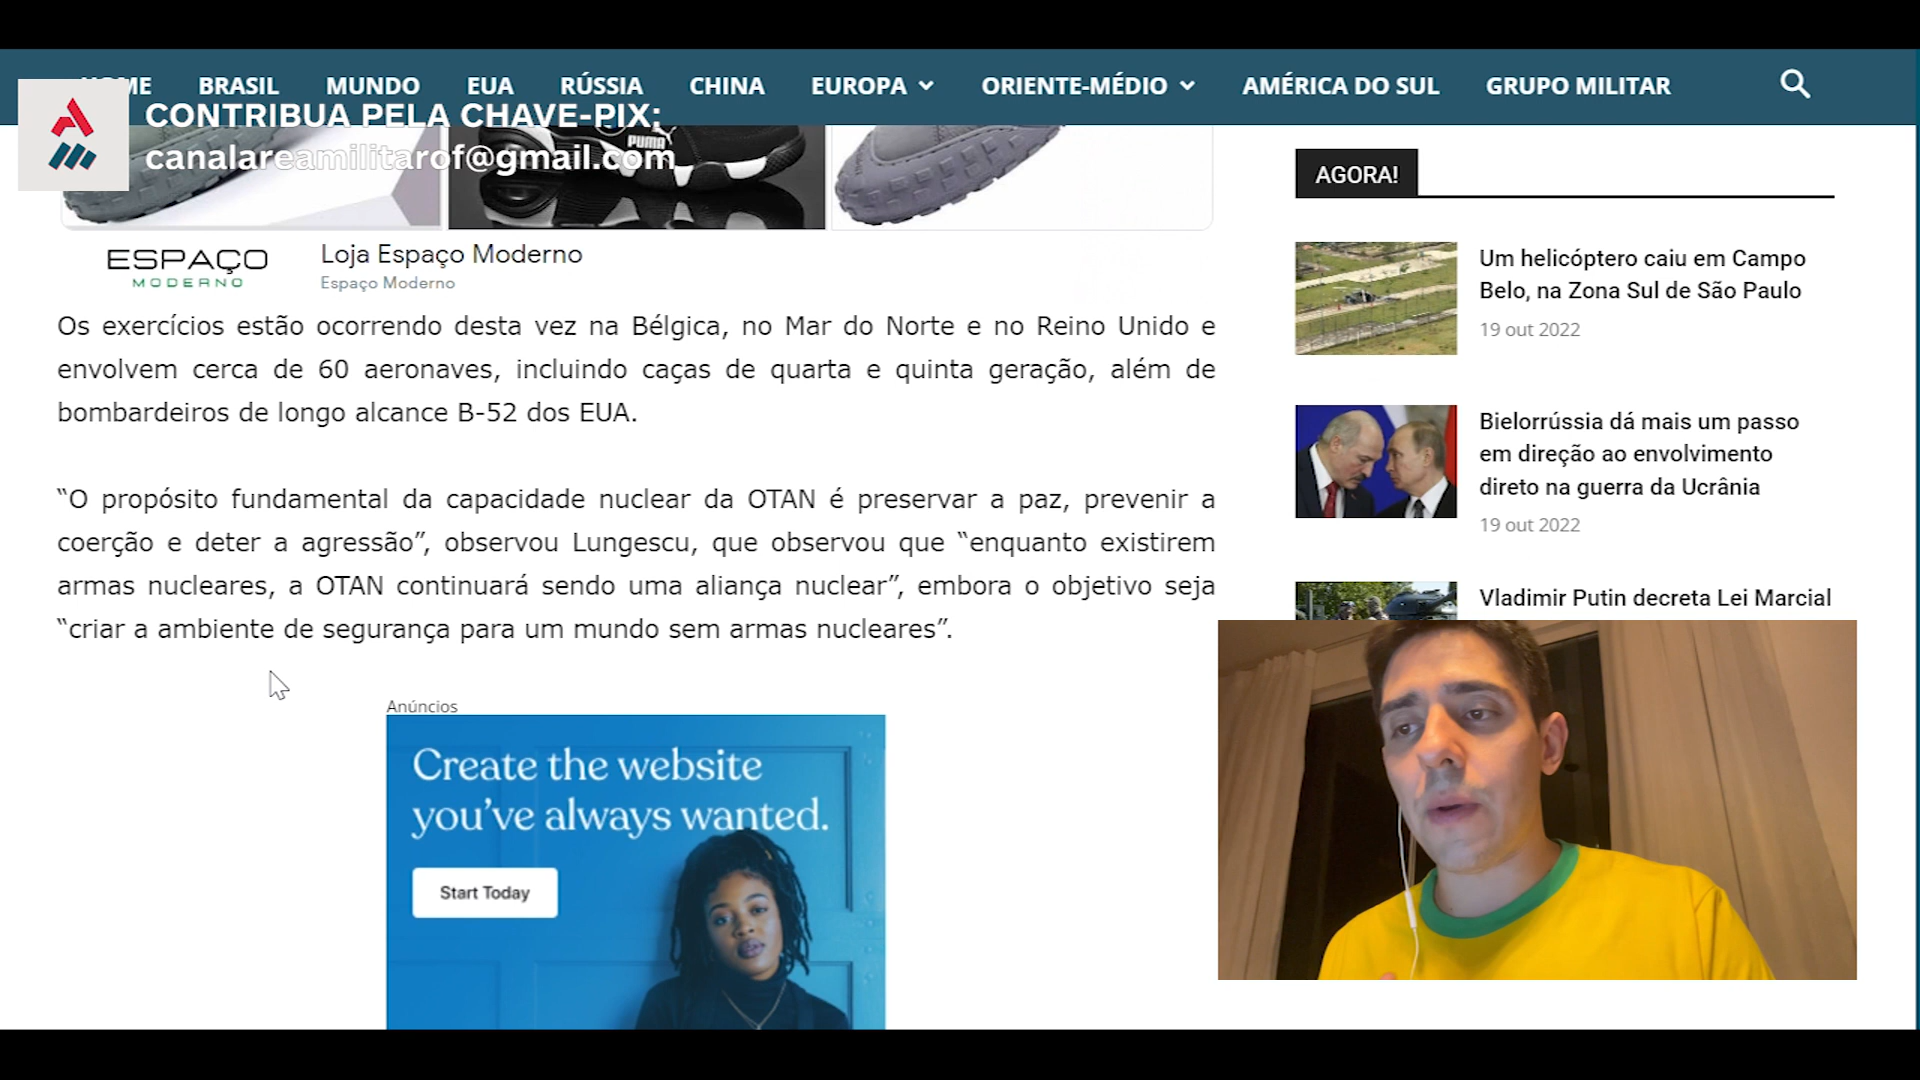 HOME BRASIL MUNDO EUA RÚSSIA CHINA EUROPA ORIENTE-MÉDIO AMÉRICA DO SUL GRUPO MILITAR
CONTRIBUA PELA CHAVE-PIX:
canalareamilitarof@gmail.com
PUMA
ESPAÇO
MODERNO
Loja Espaço Moderno
Espaço Moderno
Os exercícios estão ocorrendo desta vez na Bélgica, no Mar do Norte e no Reino Unido e
envolvem cerca de 60 aeronaves, incluindo caças de quarta e quinta geração, além de
bombardeiros de longo alcance B-52 dos EUA.
“O propósito fundamental da capacidade nuclear da OTAN é preservar a paz, prevenir a
coerção e deter a agressão”, observou Lungescu, que observou que “enquanto existirem
armas nucleares, a OTAN continuará sendo uma aliança nuclear”, embora o objetivo seja
“criar a ambiente de segurança para um mundo sem armas nucleares”.
Anúncios
Create the website
you’ve always wanted.
Start Today
AGORA!
Um helicóptero caiu em Campo
Belo, na Zona Sul de São Paulo
19 out 2022
Bielorrússia dá mais um passo
em direção ao envolvimento
direto na guerra da Ucrânia
19 out 2022
Vladimir Putin decreta Lei Marcial